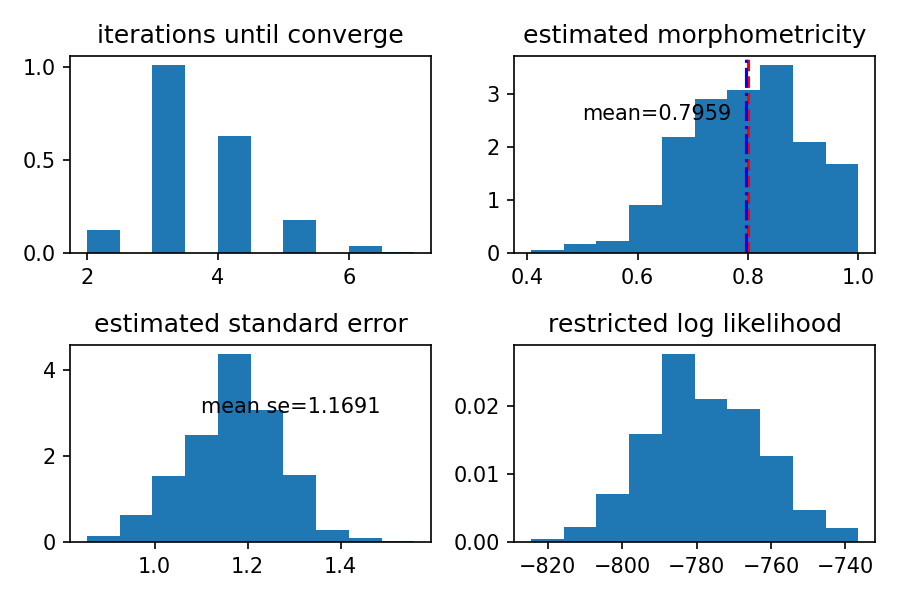 iterations until converge
1.0
0.5
0.0
2 4 6
estimated morphometricity
3
2
1
0
mean=0.7959
0.4 0.6 0.8 1.0
estimated standard error
4
2
0
mean se=1.1691
1.0 1.2 1.4
restricted log likelihood
0.02
0.01
0.00
−820 −800 −780 −760 −740